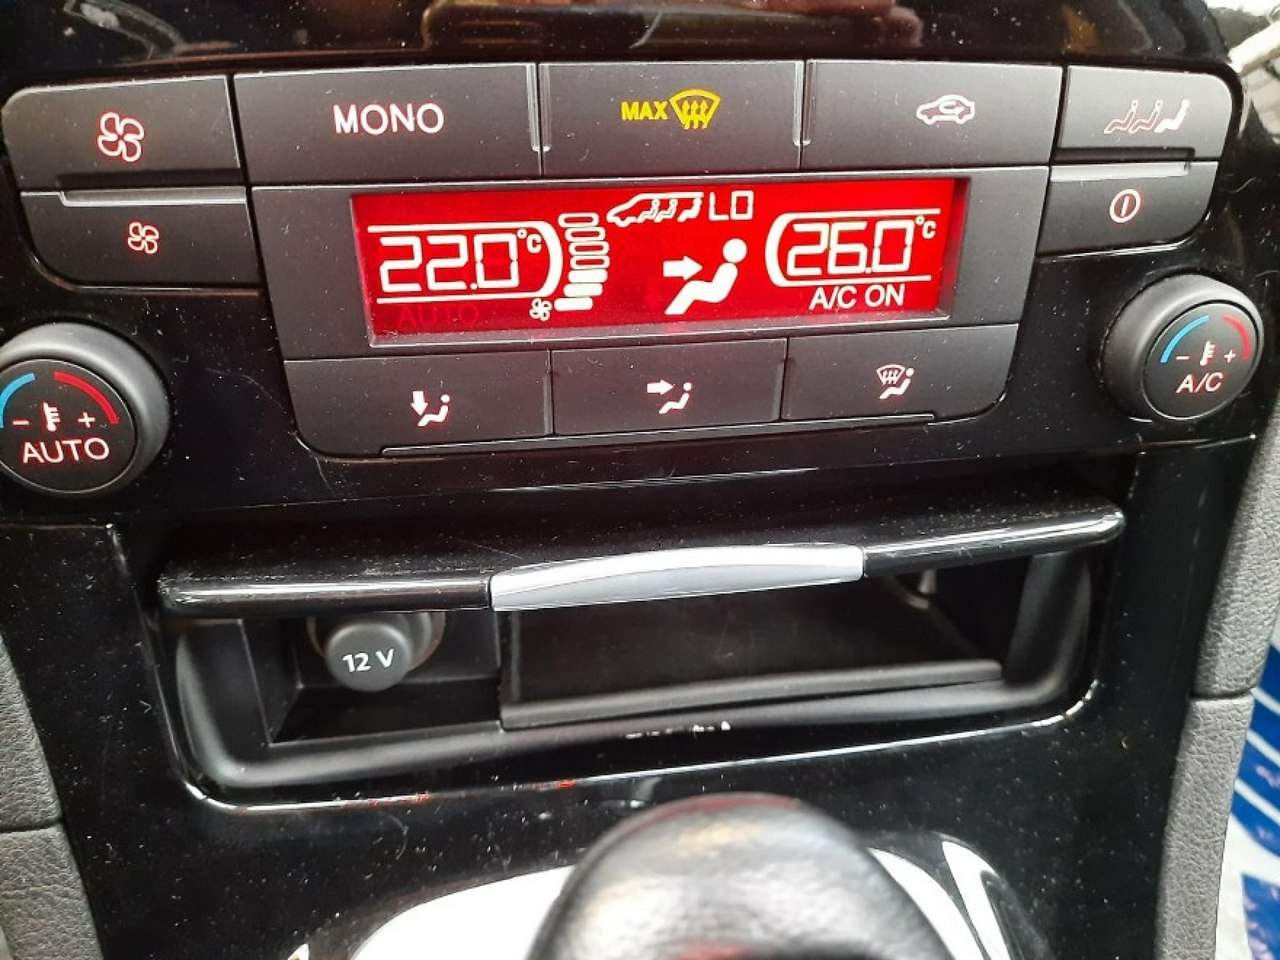 MONO
MAX
LO
22.0°C
26.0°C
AUTO
A/C ON
- +
AUTO
- +
A/C
12 V